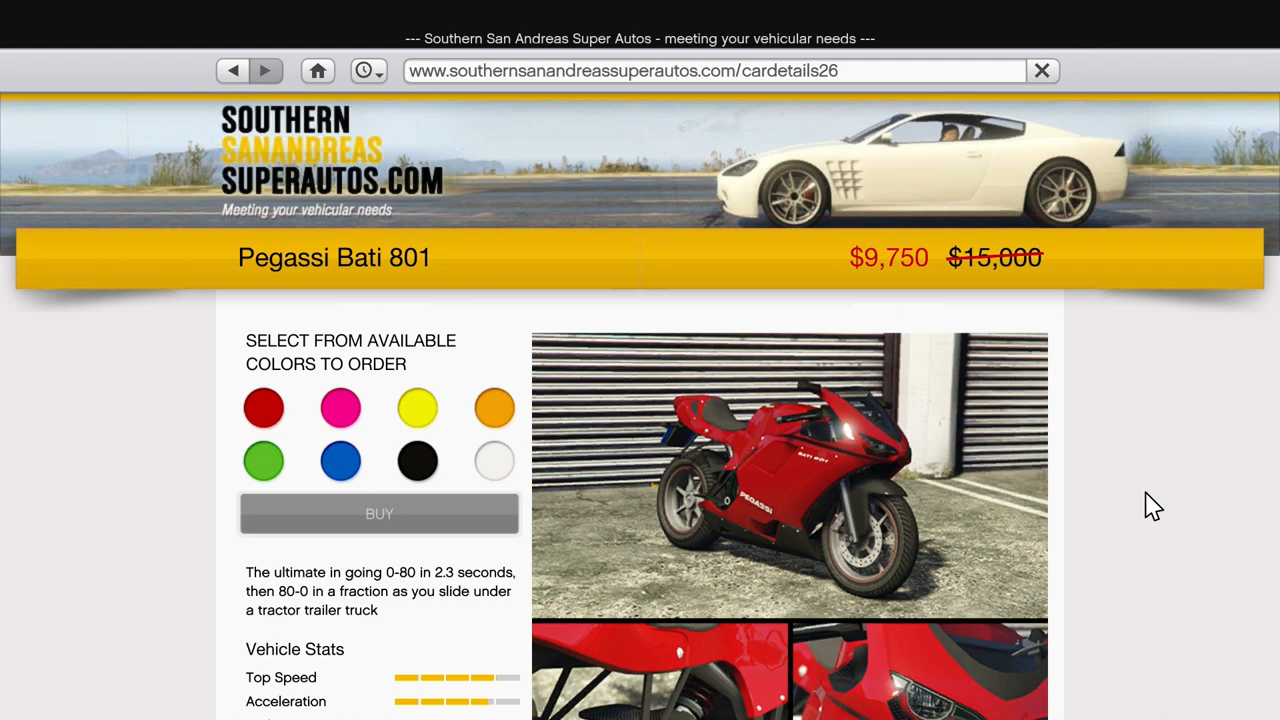 --- Southern San Andreas Super Autos - meeting your vehicular needs ---
www.southernsanandreassuperautos.com/cardetails26
SOUTHERN
SANANDREAS
SUPERAUTOS.COM
Meeting your vehicular needs
Pegassi Bati 801
$9,750 $15,000
SELECT FROM AVAILABLE
COLORS TO ORDER
BUY
The ultimate in going 0-80 in 2.3 seconds,
then 80-0 in a fraction as you slide under
a tractor trailer truck
Vehicle Stats
Top Speed
Acceleration
BATI 801
PEGASSI